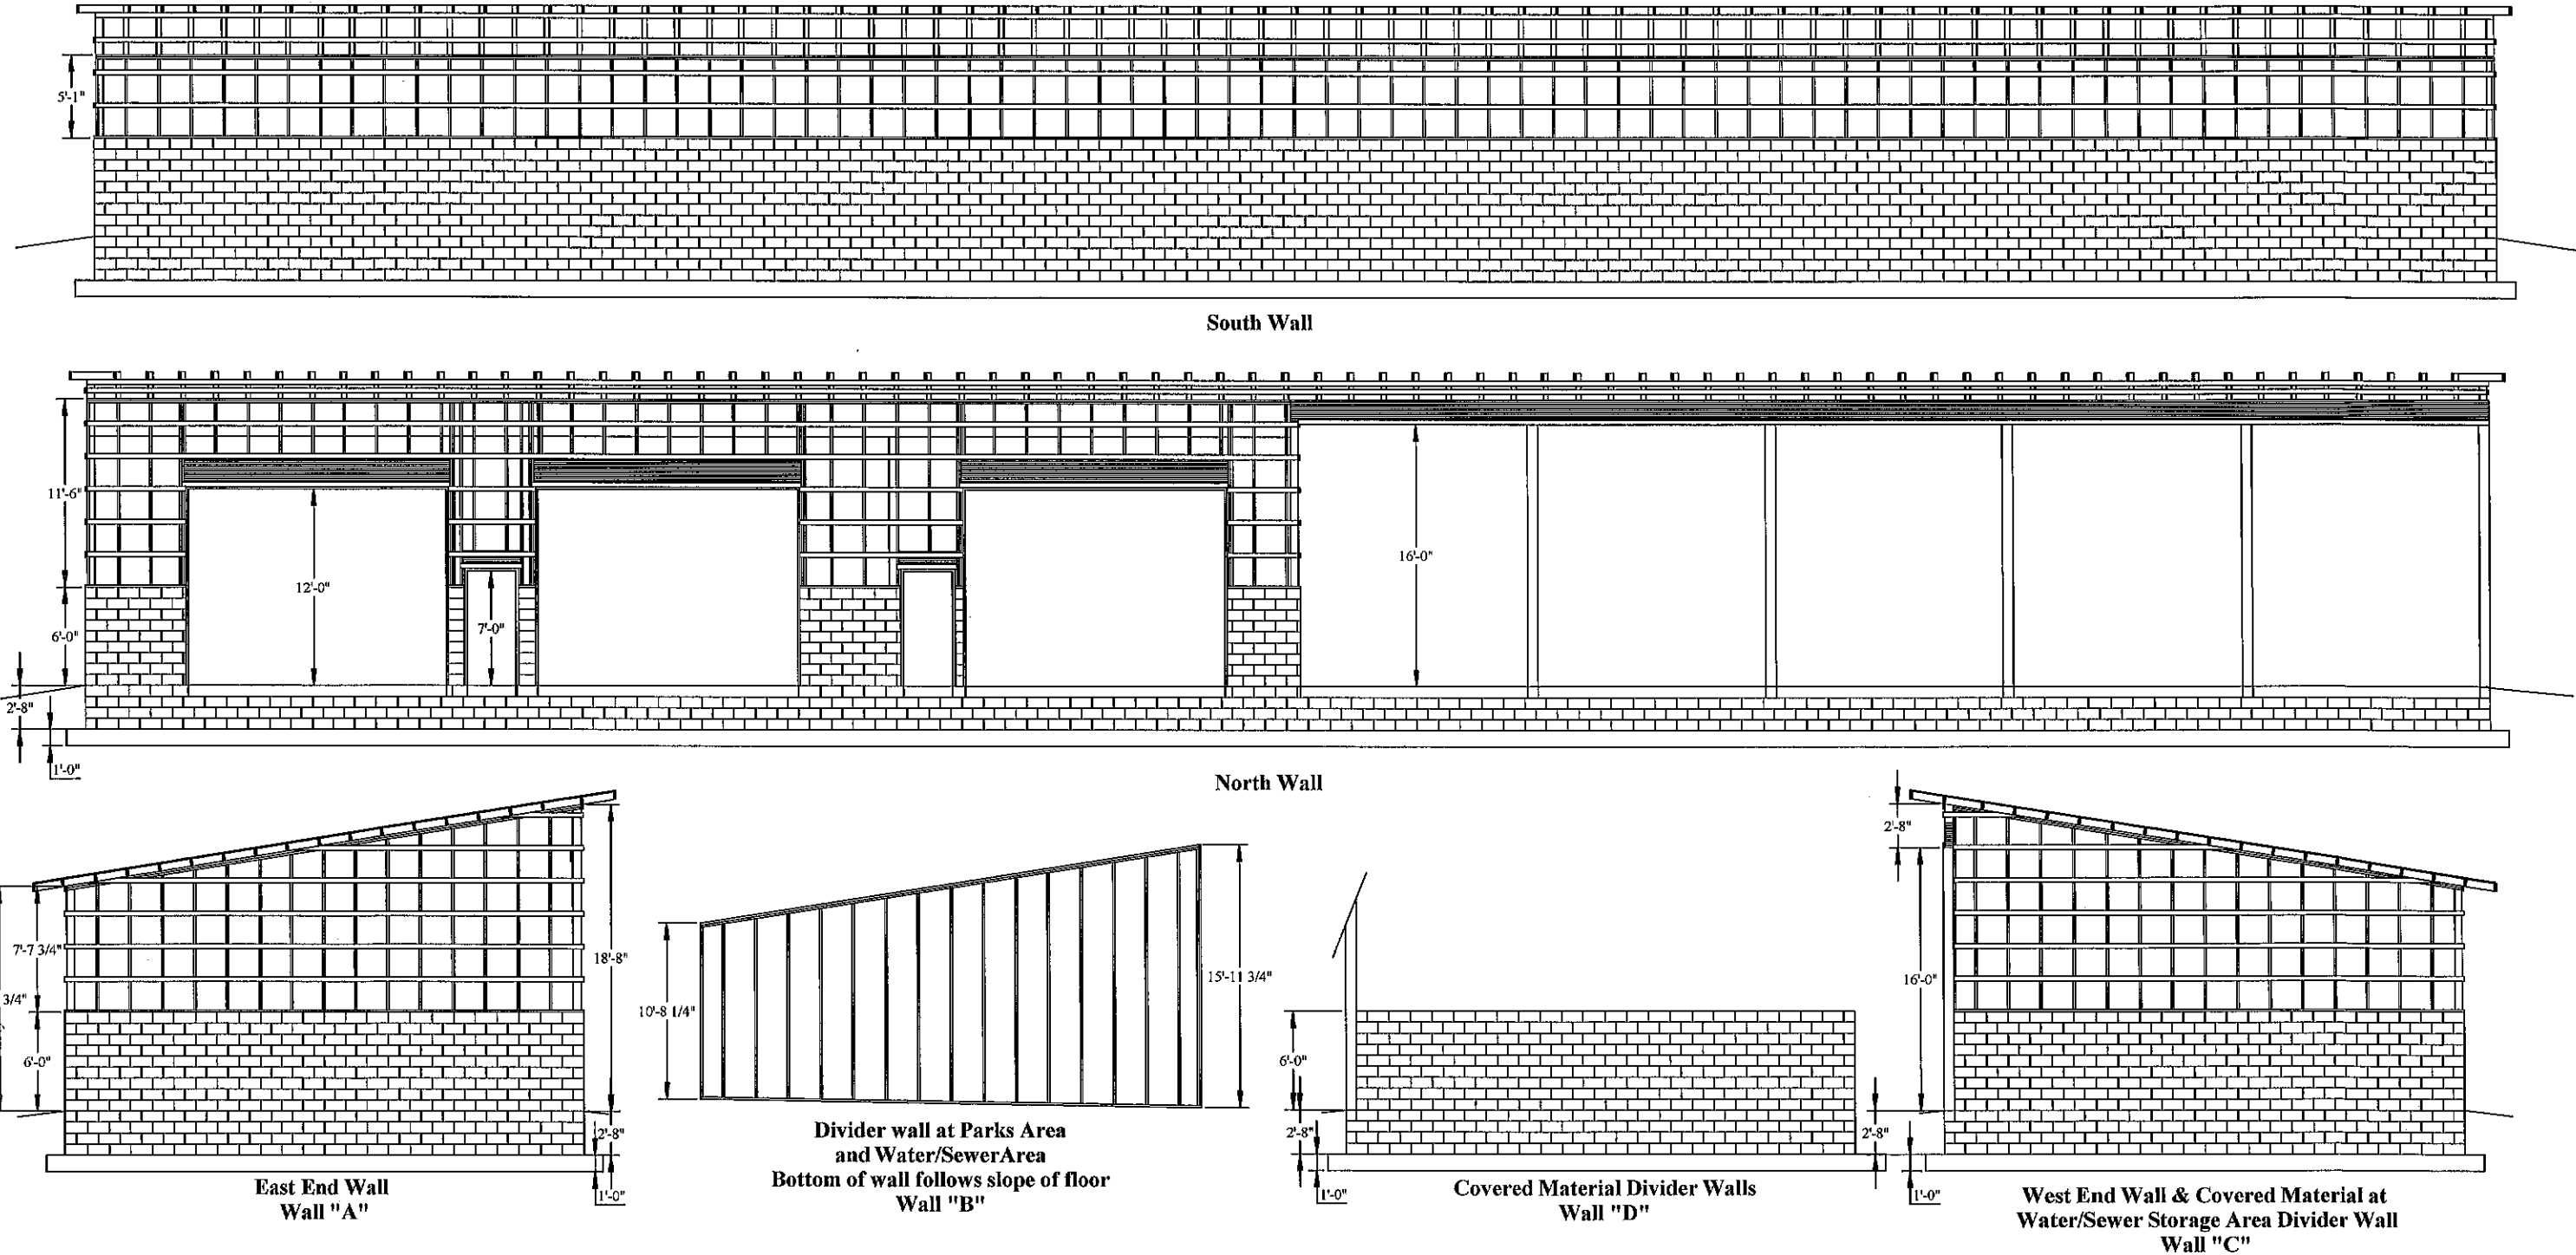 5'-1"
South Wall
11'-6"
12'-0"
16'-0"
6'-0"
7'-0"
2'-8"
1'-0"
North Wall
2'-8"
7'-7 3/4"
18'-8"
15'-11 3/4"
16'-0"
3/4"
10'-8 1/4"
6'-0"
6'-0"
2'-8"
2'-8"
2'-8"
1'-0"
1'-0"
1'-0"
East End Wall
Wall "A"
Divider wall at Parks Area
and Water/SewerArea
Bottom of wall follows slope of floor
Wall "B"
Covered Material Divider Walls
Wall "D"
West End Wall & Covered Material at
Water/Sewer Storage Area Divider Wall
Wall "C"